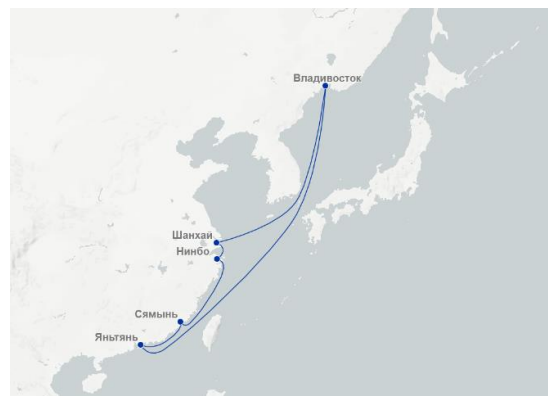 Владивосток
Шанхай
Нинбо
Сямынь
Яньтянь